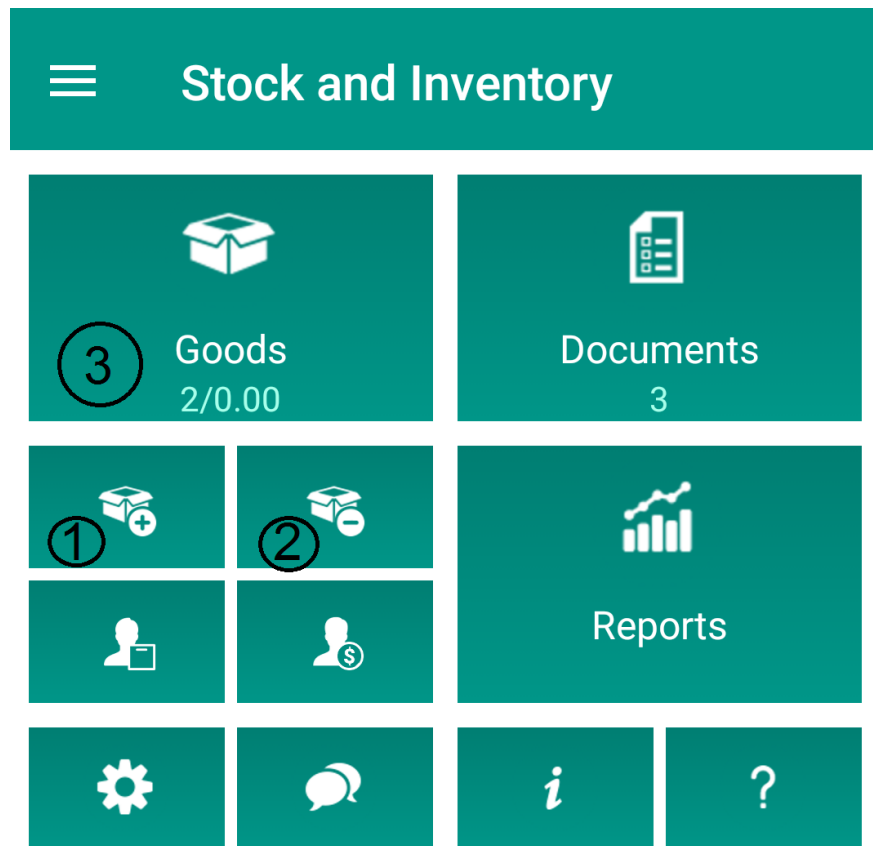 Stock and Inventory
3
Goods
2/0.00
Documents
3
1
2
Reports
$
i
?